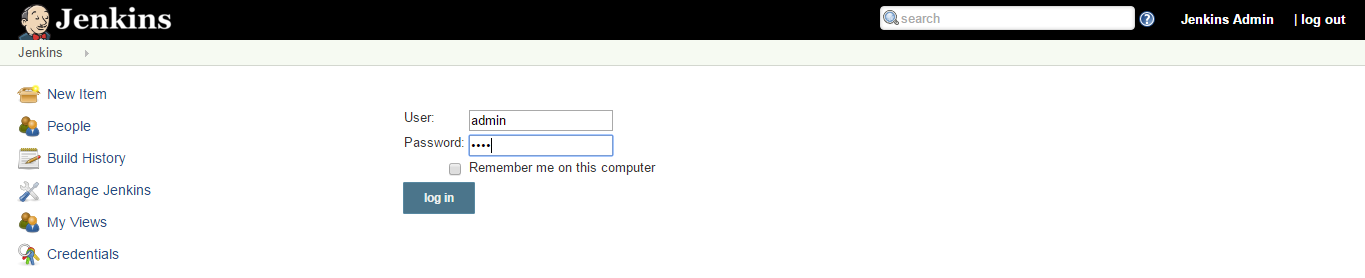 Jenkins
search
? Jenkins Admin | log out
Jenkins
New Item
People
Build History
Manage Jenkins
My Views
Credentials
User: admin
Password: ••••
Remember me on this computer
log in